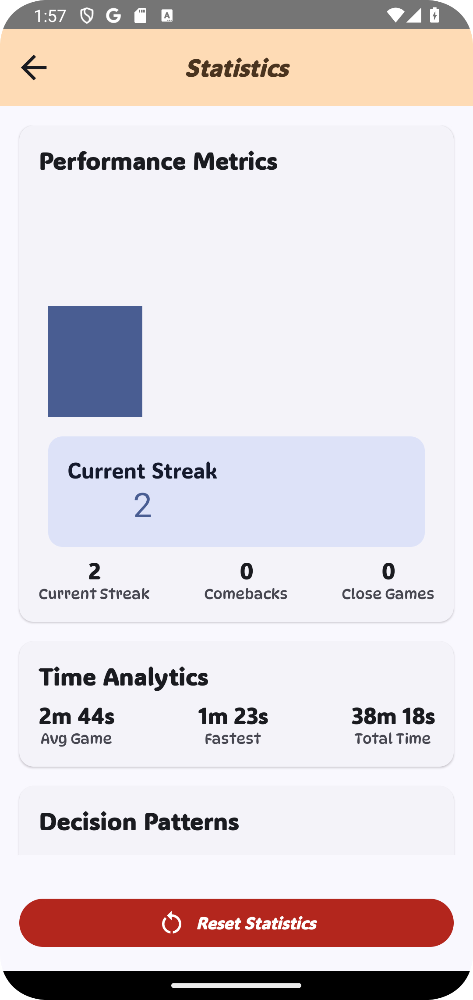 1:57
Statistics
Performance Metrics
Current Streak
2
2 0 0
Current Streak Comebacks Close Games
Time Analytics
2m 44s 1m 23s 38m 18s
Avg Game Fastest Total Time
Decision Patterns
Reset Statistics